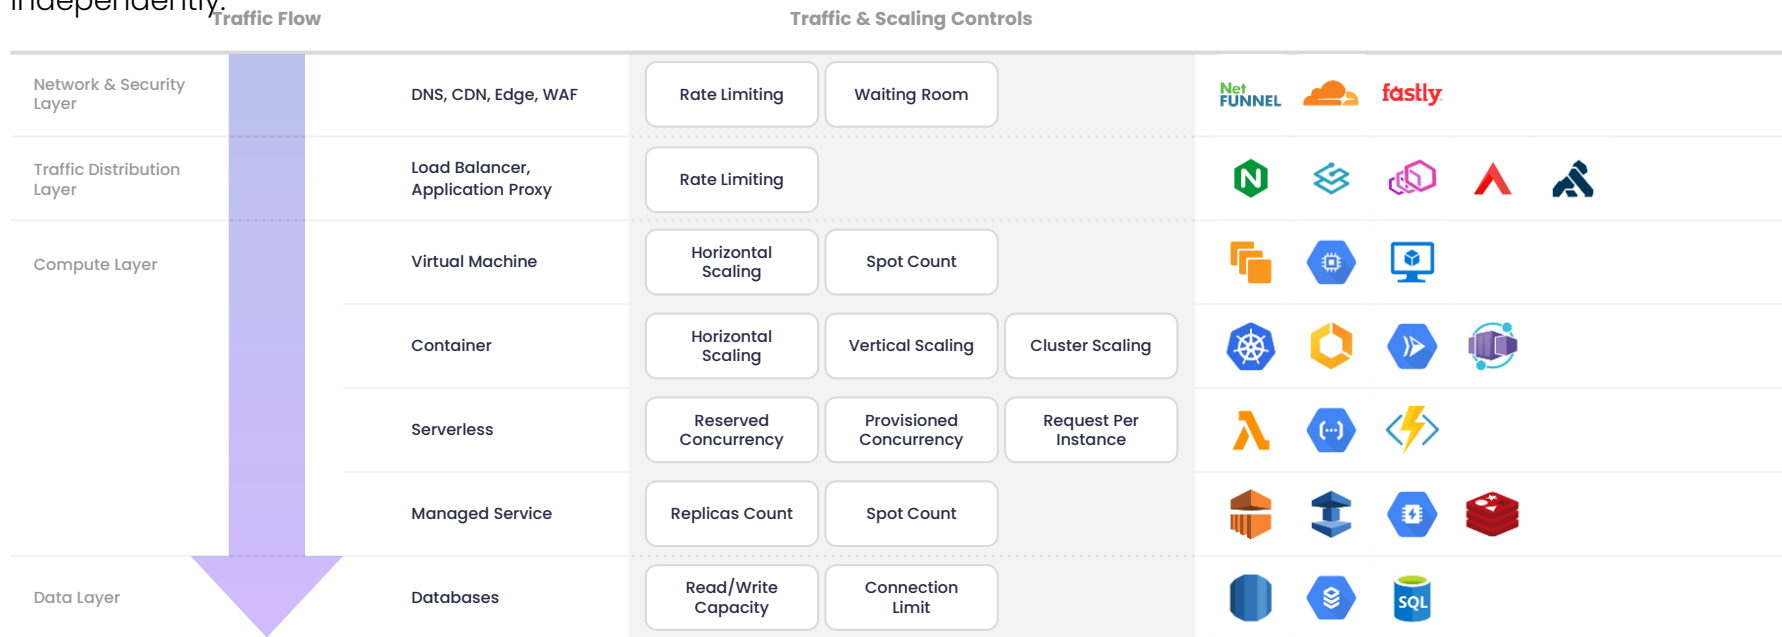 independently.
Traffic Flow
Traffic & Scaling Controls
Network & Security
Layer
DNS, CDN, Edge, WAF
Rate Limiting
Waiting Room
Net
FUNNEL
fastly
Traffic Distribution
Layer
Load Balancer,
Application Proxy
Rate Limiting
N
Compute Layer
Virtual Machine
Horizontal
Scaling
Spot Count
Container
Horizontal
Scaling
Vertical Scaling
Cluster Scaling
Serverless
Reserved
Concurrency
Provisioned
Concurrency
Request Per
Instance
Managed Service
Replicas Count
Spot Count
Data Layer
Databases
Read/Write
Capacity
Connection
Limit
SQL